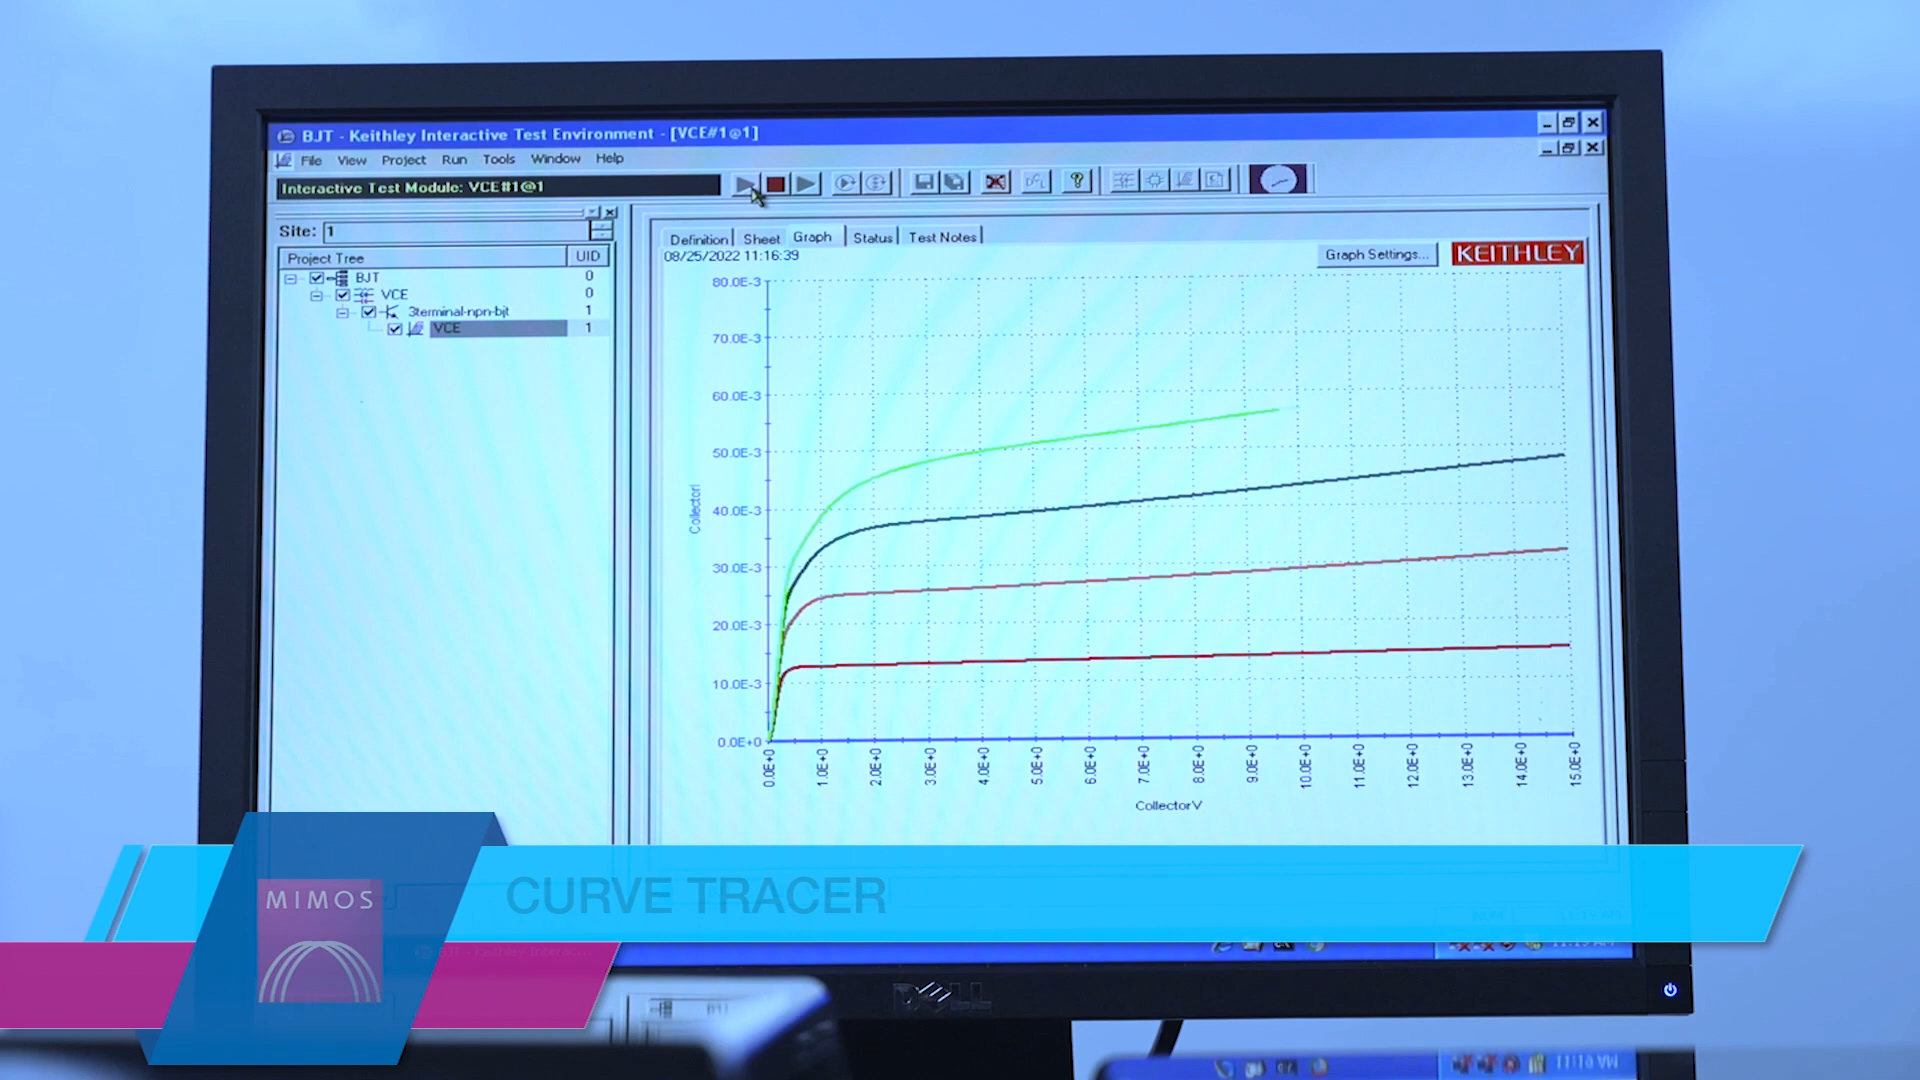 BJT - Keithley Interactive Test Environment - [VCE#1@1]
File View Project Run Tools Window Help
Interactive Test Module: VCE#1@1
Site: 1
Project Tree UID
BJT 0
VCE 0
3terminal-npn-bjt 1
VCE 1
Definition Sheet Graph Status Test Notes
08/25/2022 11:16:39
Graph Settings...
KEITHLEY
80.0E-3
70.0E-3
60.0E-3
50.0E-3
40.0E-3
30.0E-3
20.0E-3
10.0E-3
0.0E+0
CollectorI
0.0E+0 1.0E+0 2.0E+0 3.0E+0 4.0E+0 5.0E+0 6.0E+0 7.0E+0 8.0E+0 9.0E+0 10.0E+0 11.0E+0 12.0E+0 13.0E+0 14.0E+0 15.0E+0
CollectorV
MIMOS
CURVE TRACER
DELL